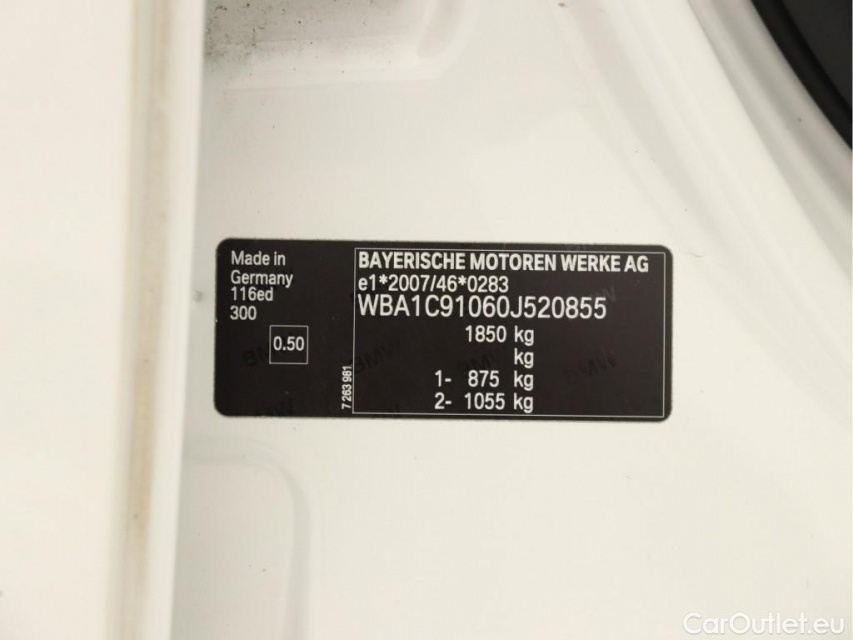 Made in
Germany
116ed
300
0.50
7 263 981
BAYERISCHE MOTOREN WERKE AG
e1*2007/46*0283
WBA1C91060J520855
1850 kg
kg
1- 875 kg
2- 1055 kg
CarOutlet.eu